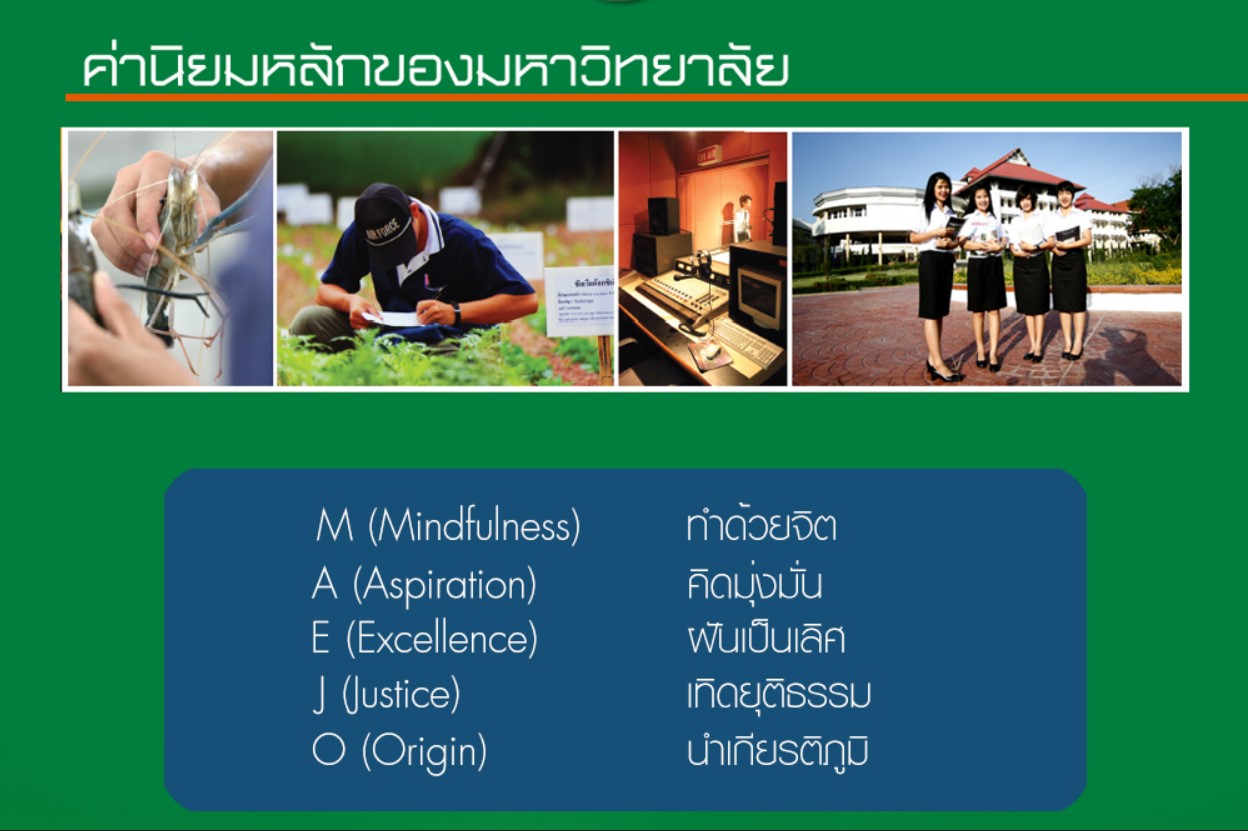 ค่านิยมหลักของมหาวิทยาลัย
AIR FORCE
M (Mindfulness) ทำด้วยจิต
A (Aspiration) คิดมุ่งมั่น
E (Excellence) ฝันเป็นเลิศ
J (Justice) เทิดยุติธรรม
O (Origin) นำเกียรติภูมิ